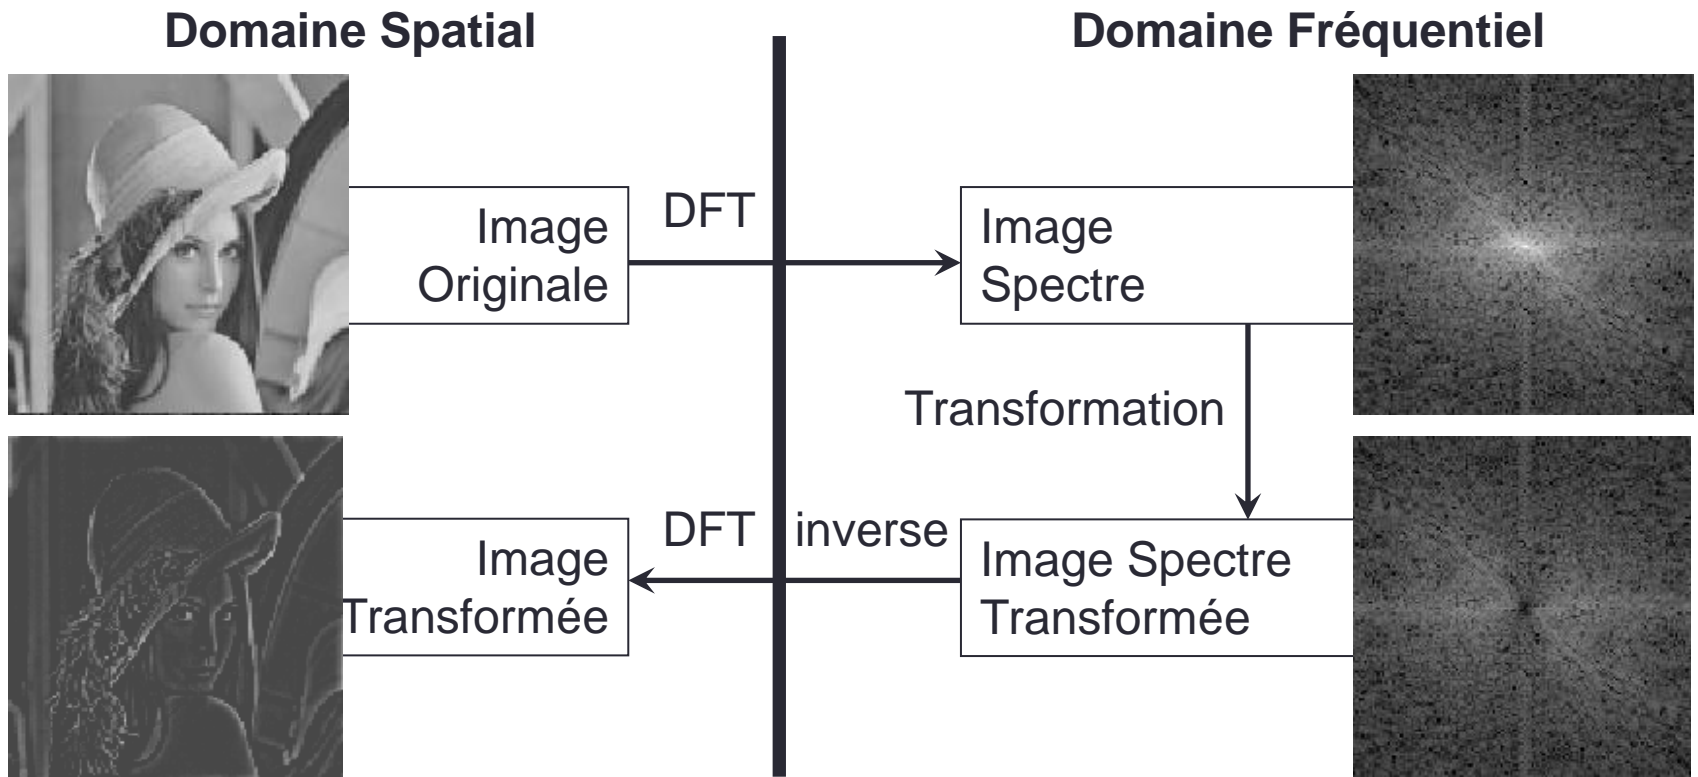 Domaine Spatial
Domaine Fréquentiel
Image
Originale
DFT
Image
Spectre
Transformation
Image
Transformée
DFT inverse
Image Spectre
Transformée